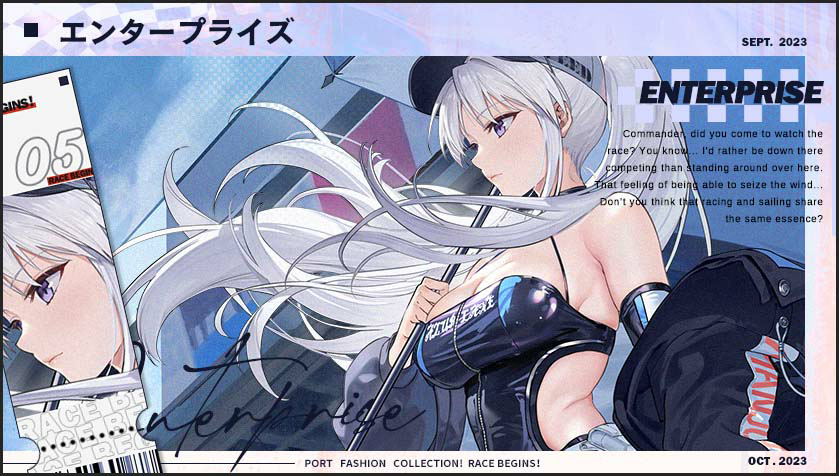 エンタープライズ
SEPT. 2023
ENTERPRISE
Commander, did you come to watch the
race? You know... I'd rather be down there
competing than standing around over here.
That feeling of being able to seize the wind...
Don't you think that racing and sailing share
the same essence?
05
RACE BEGIN
Enterprise
PORT FASHION COLLECTION! RACE BEGINS!
OCT. 2023